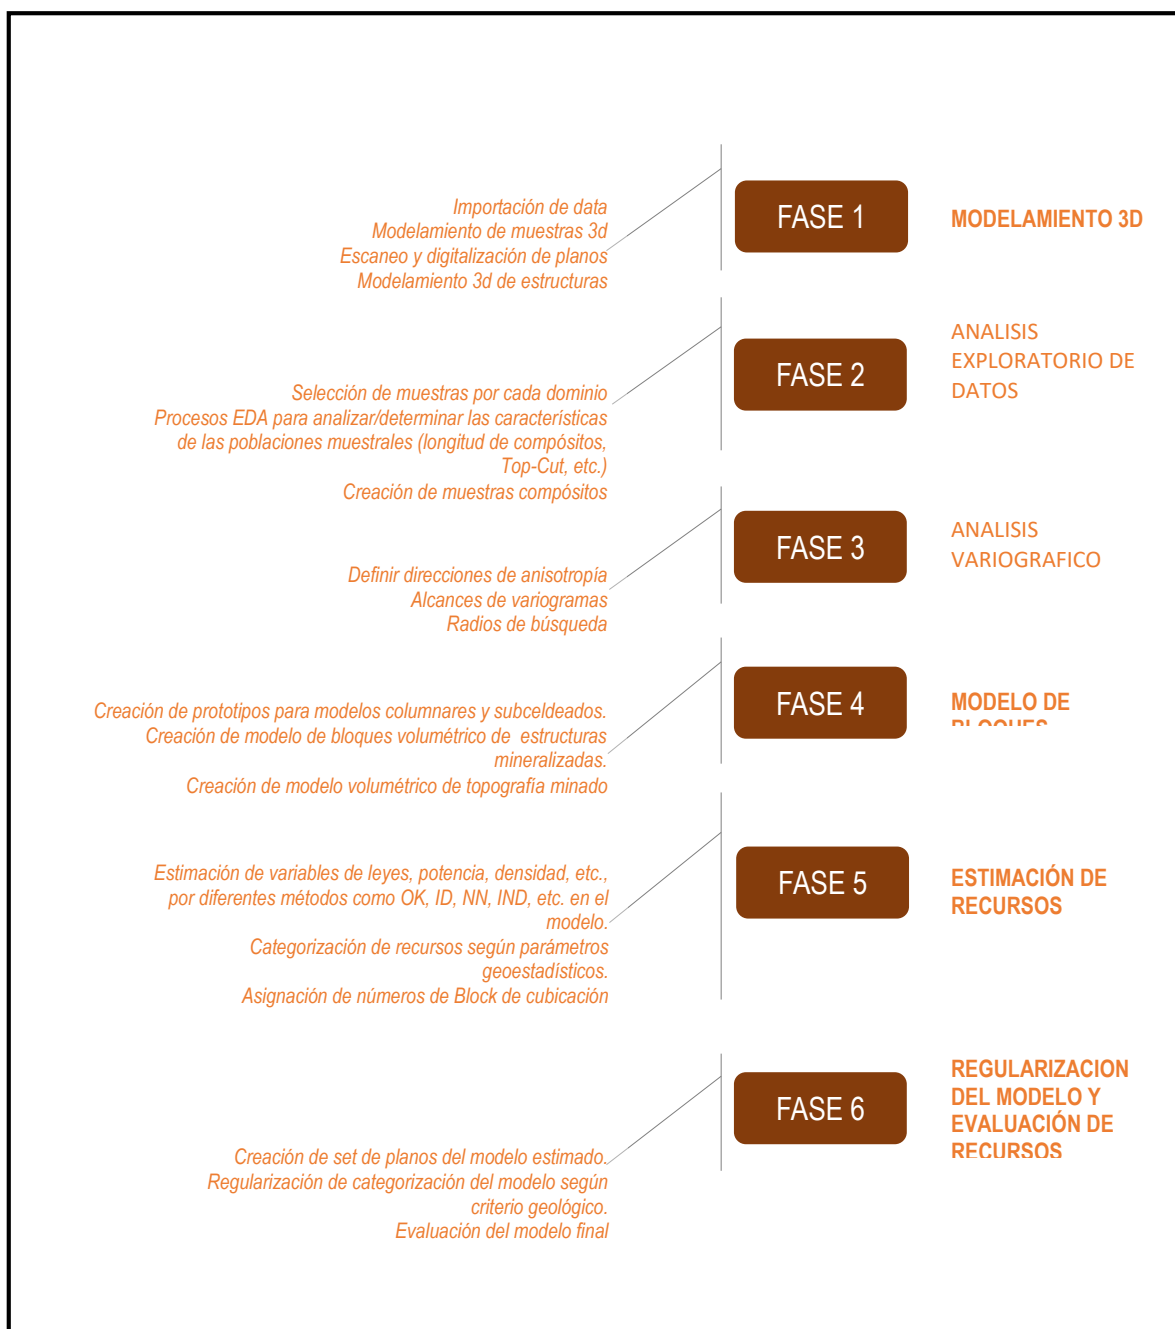 Importación de data
Modelamiento de muestras 3d
Escaneo y digitalización de planos
Modelamiento 3d de estructuras
FASE 1
MODELAMIENTO 3D
Selección de muestras por cada dominio
Procesos EDA para analizar/determinar las características
de las poblaciones muestrales (longitud de compósitos,
Top-Cut, etc.)
Creación de muestras compósitos
FASE 2
ANALISIS
EXPLORATORIO DE
DATOS
Definir direcciones de anisotropía
Alcances de variogramas
Radios de búsqueda
FASE 3
ANALISIS
VARIOGRAFICO
Creación de prototipos para modelos columnares y subceldeados.
Creación de modelo de bloques volumétrico de estructuras
mineralizadas.
Creación de modelo volumétrico de topografía minado
FASE 4
MODELO DE
BLOQUES
Estimación de variables de leyes, potencia, densidad, etc.,
por diferentes métodos como OK, ID, NN, IND, etc. en el
modelo.
Categorización de recursos según parámetros
geoestadísticos.
Asignación de números de Block de cubicación
FASE 5
ESTIMACIÓN DE
RECURSOS
Creación de set de planos del modelo estimado.
Regularización de categorización del modelo según
criterio geológico.
Evaluación del modelo final
FASE 6
REGULARIZACION
DEL MODELO Y
EVALUACIÓN DE
RECURSOS